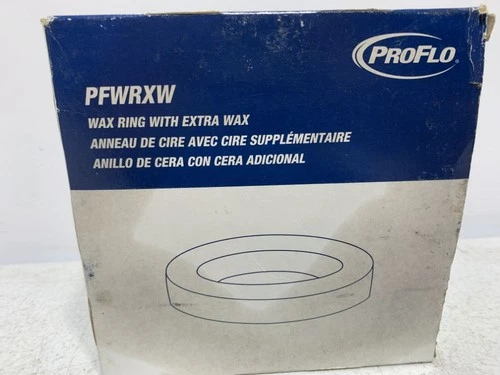 PROFLO®
PFWRXW
WAX RING WITH EXTRA WAX
ANNEAU DE CIRE AVEC CIRE SUPPLÉMENTAIRE
ANILLO DE CERA CON CERA ADICIONAL